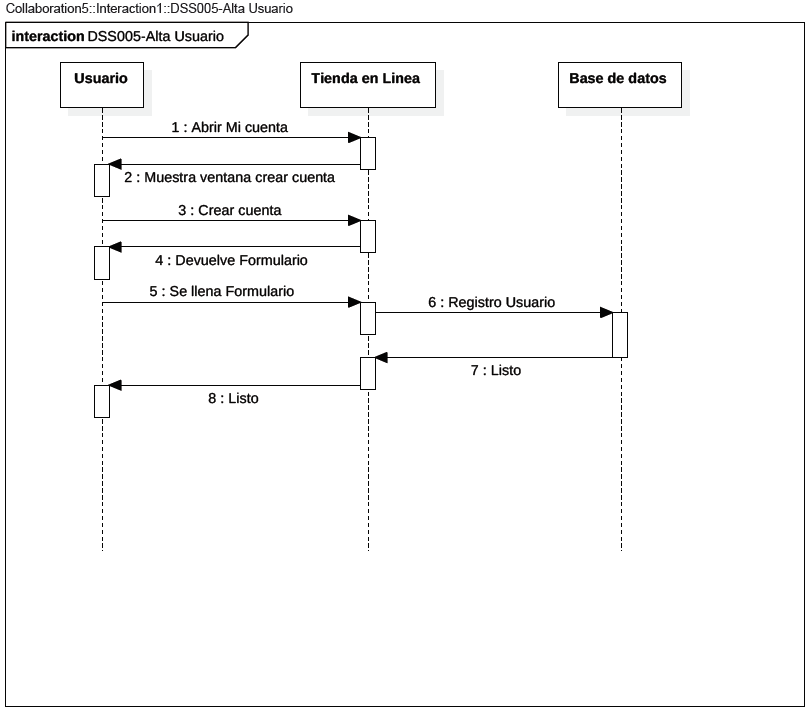 Collaboration5::Interaction1::DSS005-Alta Usuario
interaction DSS005-Alta Usuario
Usuario
Tienda en Linea
Base de datos
1 : Abrir Mi cuenta
2 : Muestra ventana crear cuenta
3 : Crear cuenta
4 : Devuelve Formulario
5 : Se llena Formulario
6 : Registro Usuario
7 : Listo
8 : Listo